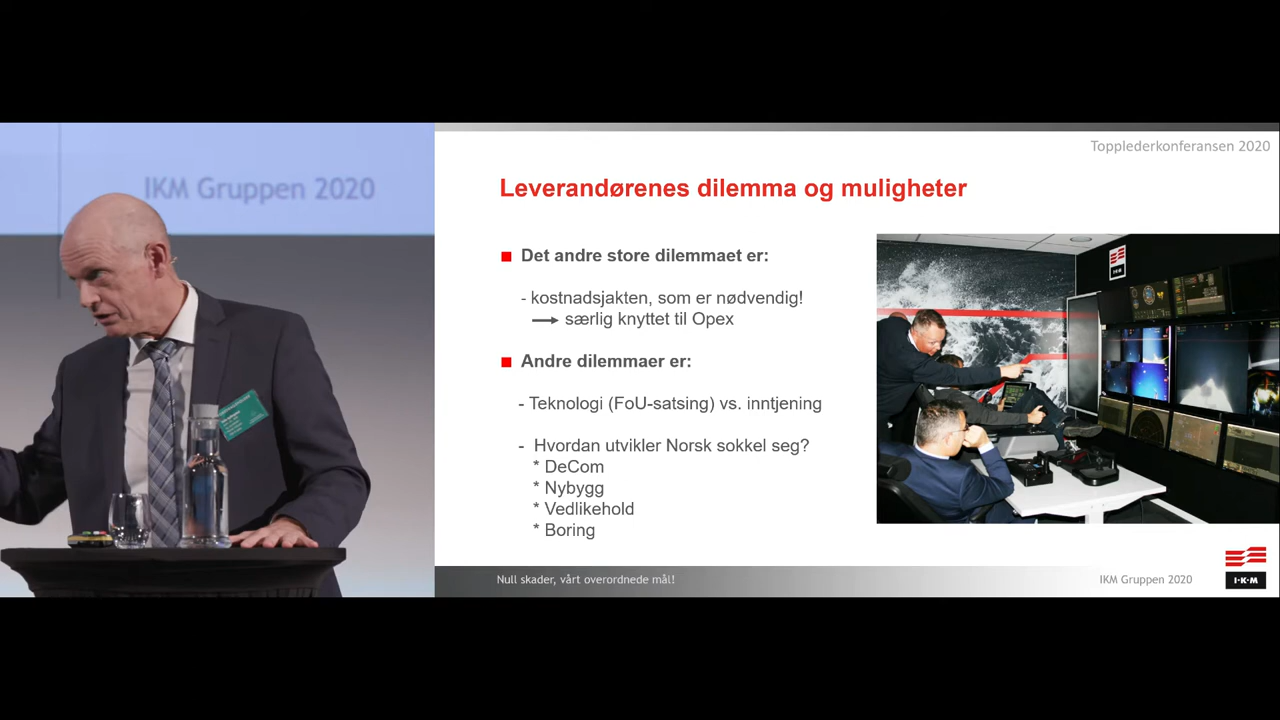 IKM Gruppen 2020
Topplederkonferansen 2020
Leverandørenes dilemma og muligheter
■ Det andre store dilemmaet er:
- kostnadsjakten, som er nødvendig!
→ særlig knyttet til Opex
■ Andre dilemmaer er:
- Teknologi (FoU-satsing) vs. inntjening
- Hvordan utvikler Norsk sokkel seg?
* DeCom
* Nybygg
* Vedlikehold
* Boring
Null skader, vårt overordnede mål!
IKM Gruppen 2020
I·K·M
I·K·M